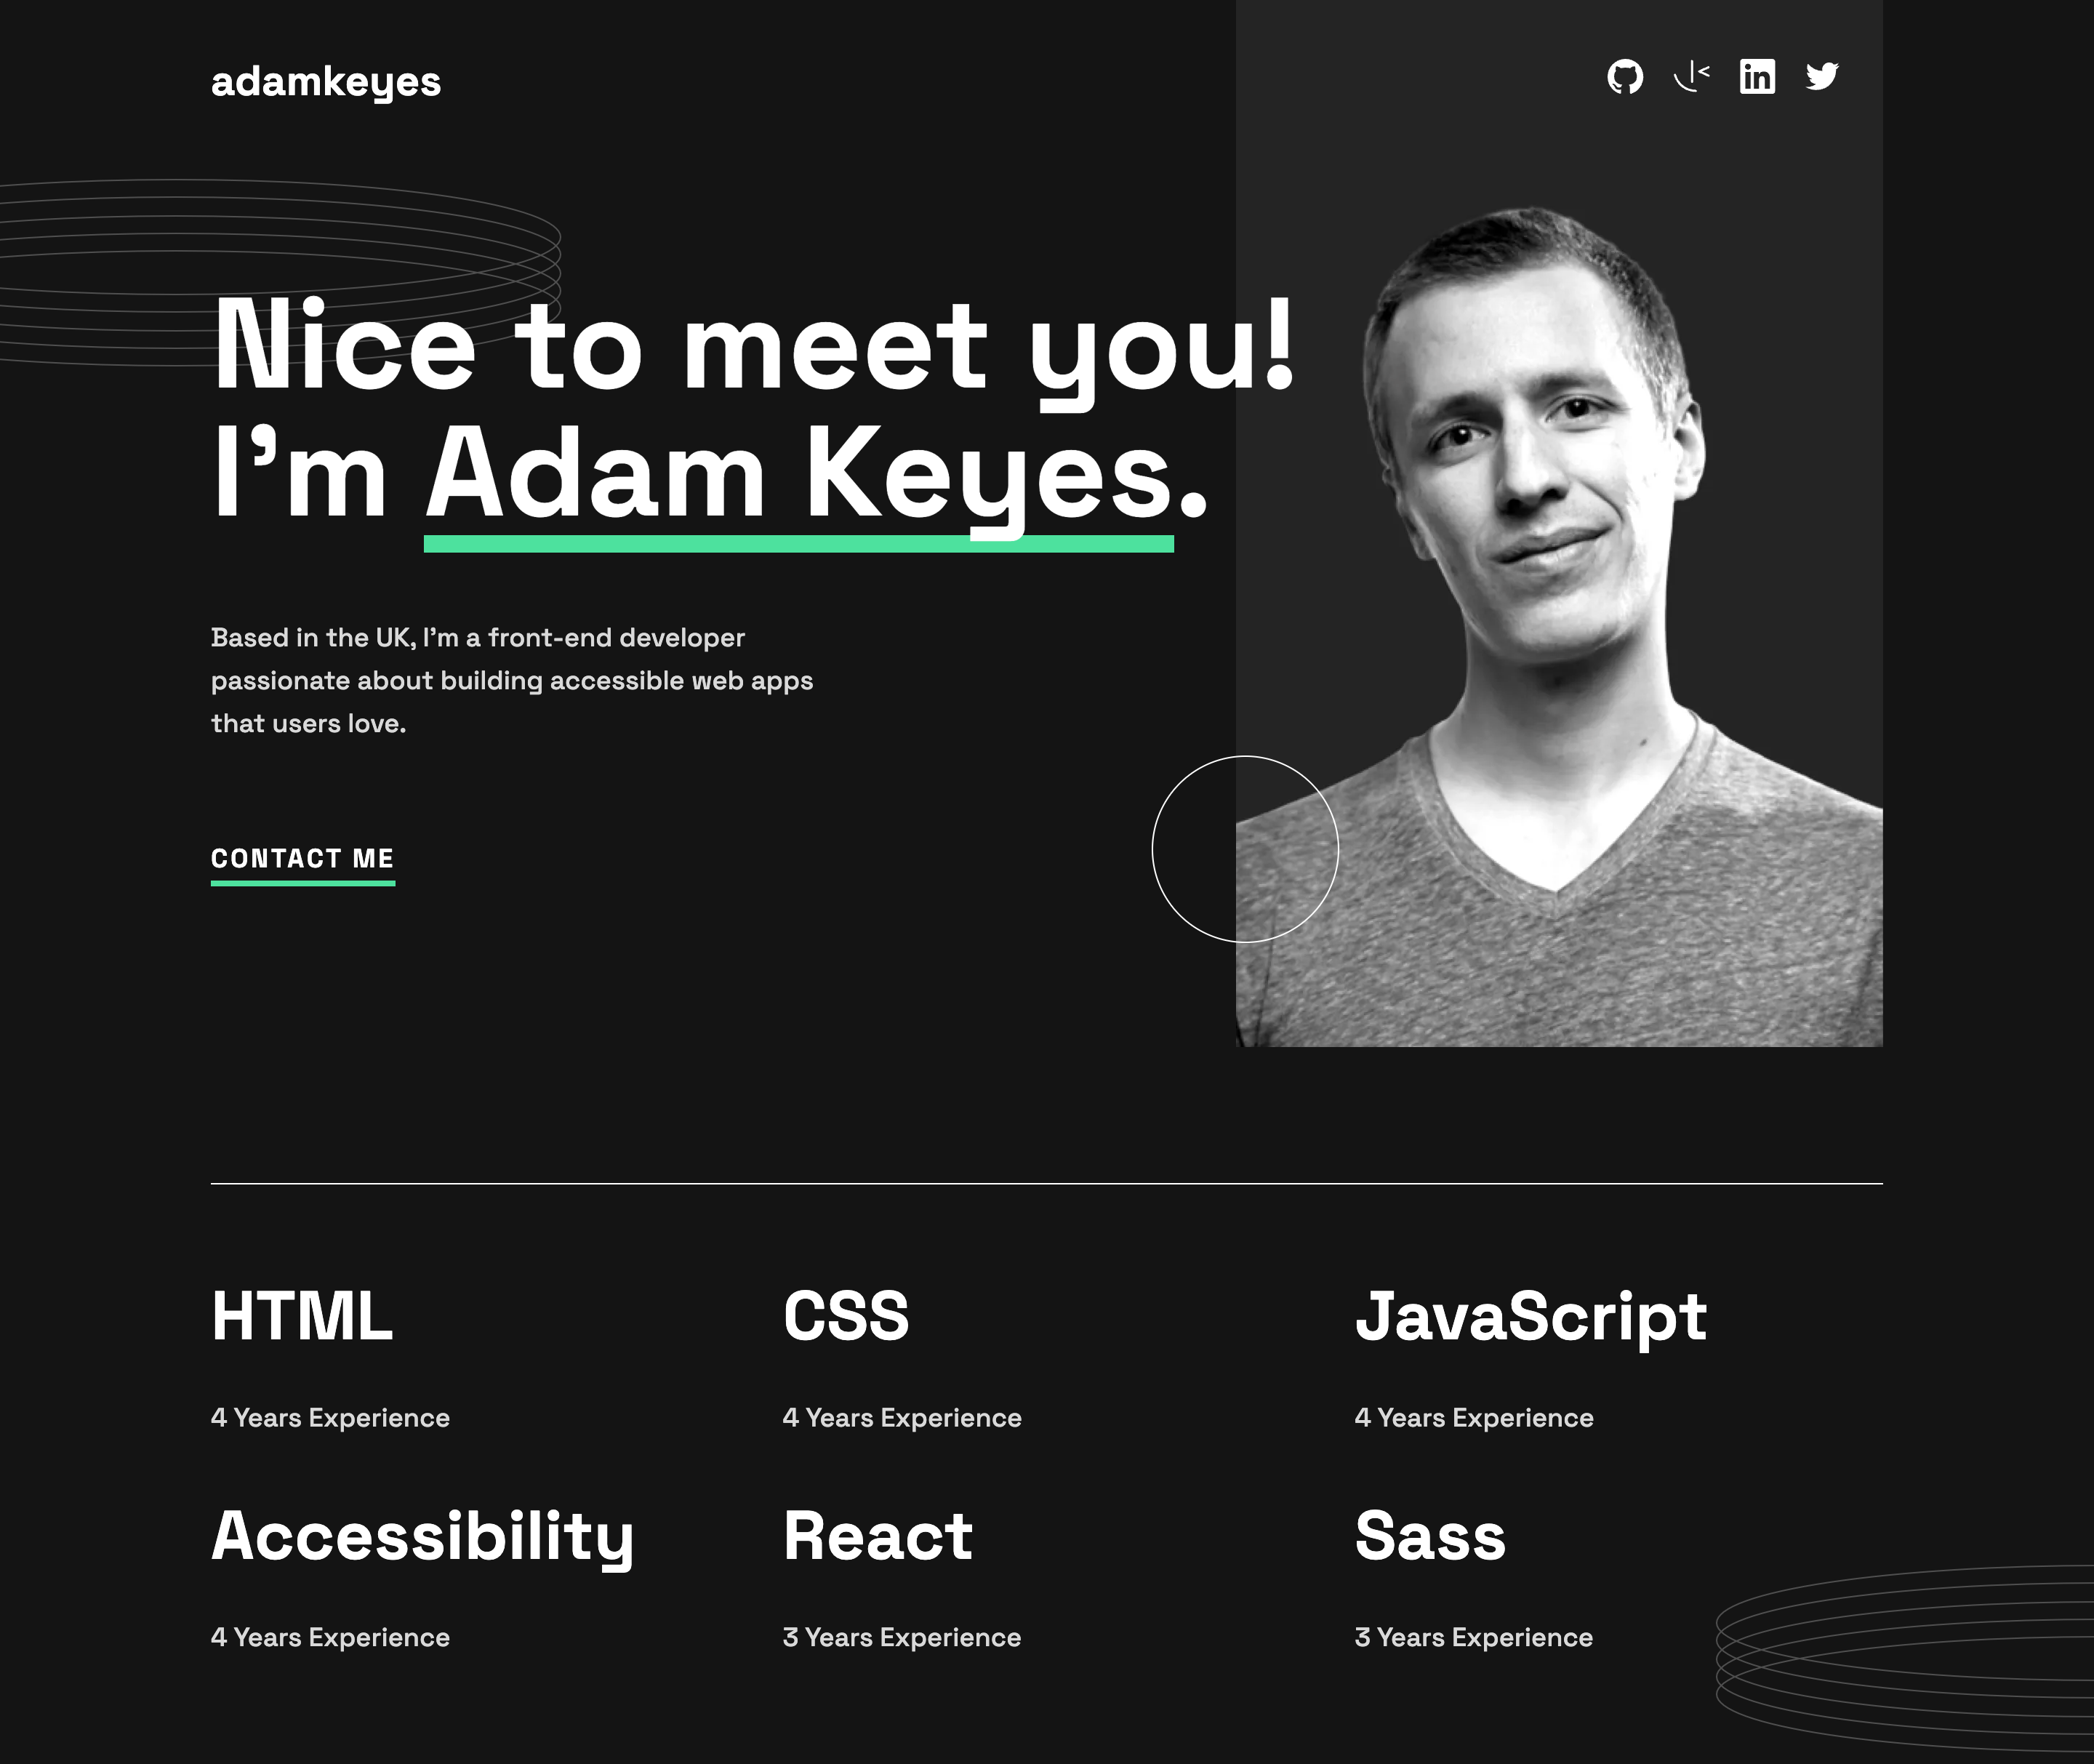 adamkeyes
in
Nice to meet you!
I’m Adam Keyes.
Based in the UK, I’m a front-end developer
passionate about building accessible web apps
that users love.
CONTACT ME
HTML
CSS
JavaScript
4 Years Experience
4 Years Experience
4 Years Experience
Accessibility
React
Sass
4 Years Experience
3 Years Experience
3 Years Experience